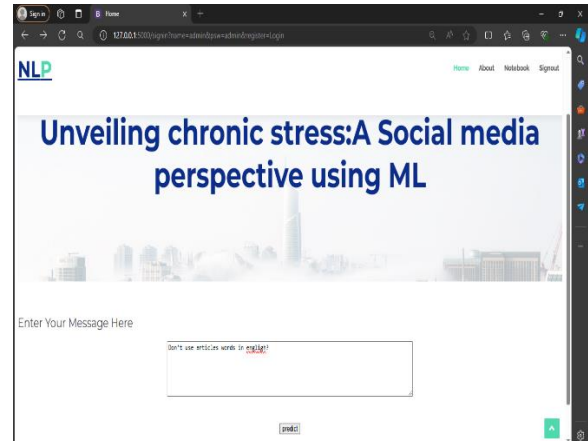 Sign in
Home
127.0.0.1:5000/signin?name=admin&psw=admin&register=Login
NLP
Home About Notebook Signout
Unveiling chronic stress:A Social media
perspective using ML
Enter Your Message Here
Don't use articles words in
predict